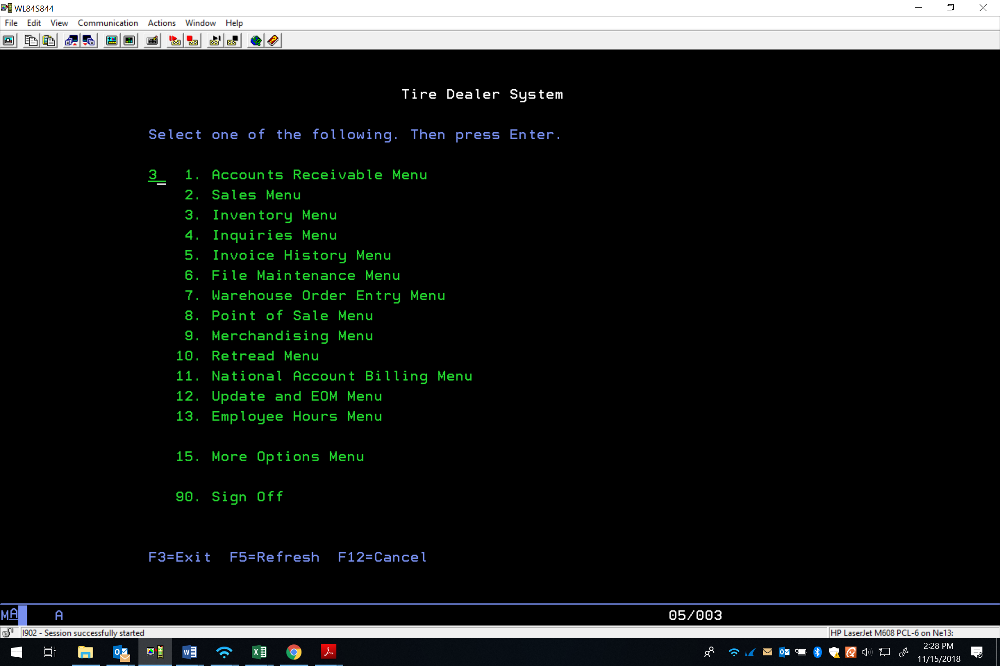 WL84S844
File Edit View Communication Actions Window Help
Tire Dealer System
Select one of the following. Then press Enter.
3_ 1. Accounts Receivable Menu
2. Sales Menu
3. Inventory Menu
4. Inquiries Menu
5. Invoice History Menu
6. File Maintenance Menu
7. Warehouse Order Entry Menu
8. Point of Sale Menu
9. Merchandising Menu
10. Retread Menu
11. National Account Billing Menu
12. Update and EOM Menu
13. Employee Hours Menu
15. More Options Menu
90. Sign Off
F3=Exit F5=Refresh F12=Cancel
MA A 05/003
I902 - Session successfully started HP LaserJet M608 PCL-6 on Ne13:
2:28 PM
11/15/2018